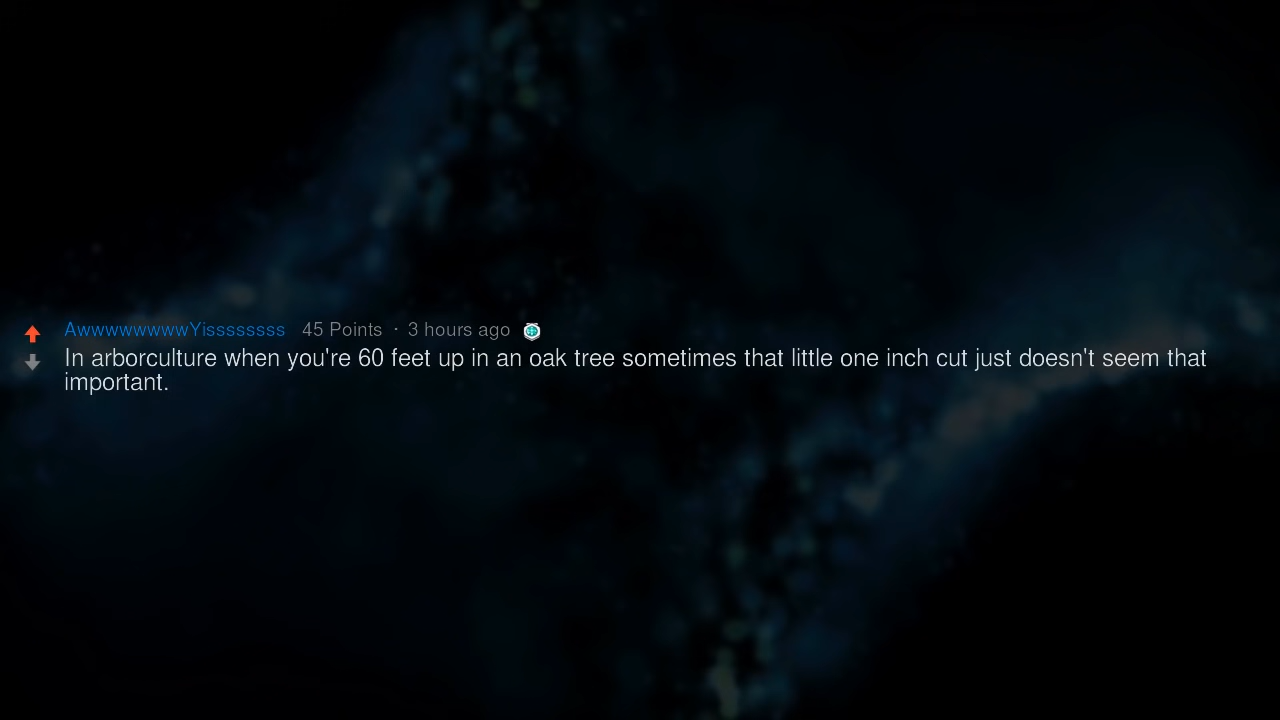 AwwwwwwwwYissssssss 45 Points · 3 hours ago
In arborculture when you're 60 feet up in an oak tree sometimes that little one inch cut just doesn't seem that
important.